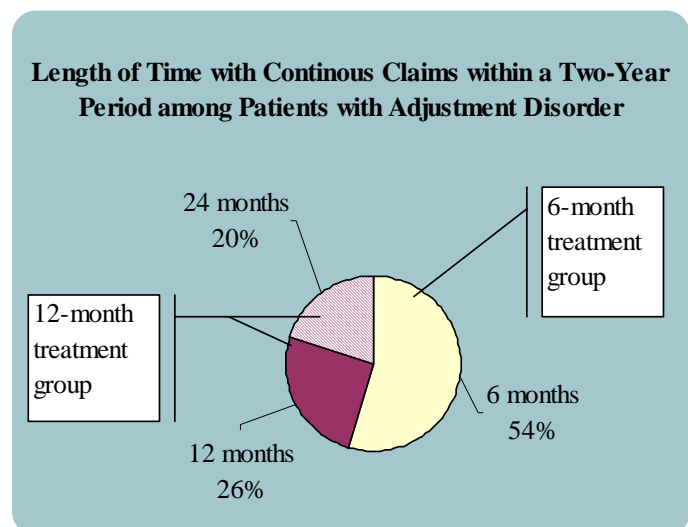 Length of Time with Continous Claims within a Two-Year
Period among Patients with Adjustment Disorder
24 months
20%
6-month
treatment
group
12-month
treatment
group
6 months
54%
12 months
26%